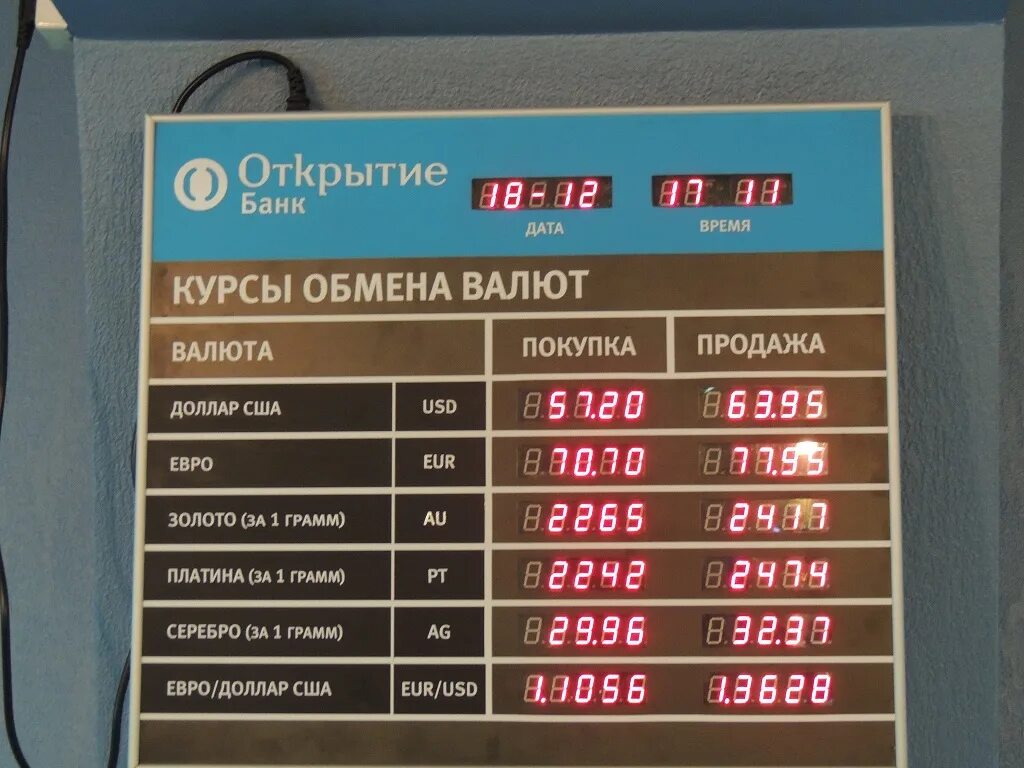 Открытие
Банк
18-12
17 11
ДАТА
ВРЕМЯ
КУРСЫ ОБМЕНА ВАЛЮТ
ВАЛЮТА ПОКУПКА ПРОДАЖА
ДОЛЛАР США USD 57.20 63.95
ЕВРО EUR 70.70 77.95
ЗОЛОТО (ЗА 1 ГРАММ) AU 2265 2417
ПЛАТИНА (ЗА 1 ГРАММ) PT 2242 2474
СЕРЕБРО (ЗА 1 ГРАММ) AG 29.96 32.37
ЕВРО/ДОЛЛАР США EUR/USD 1.1056 1.3628